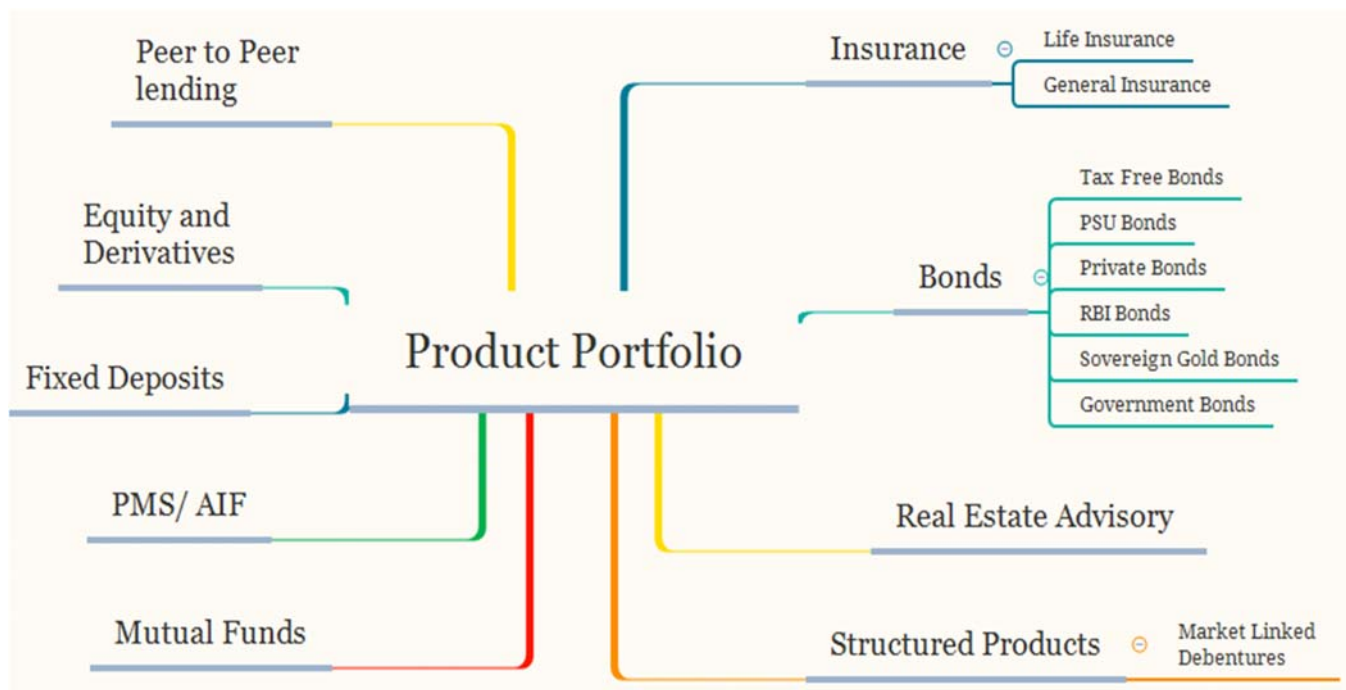 Peer to Peer
lending
Equity and
Derivatives
Fixed Deposits
PMS/ AIF
Mutual Funds
Product Portfolio
Insurance
Life Insurance
General Insurance
Bonds
Tax Free Bonds
PSU Bonds
Private Bonds
RBI Bonds
Sovereign Gold Bonds
Government Bonds
Real Estate Advisory
Structured Products
Market Linked
Debentures